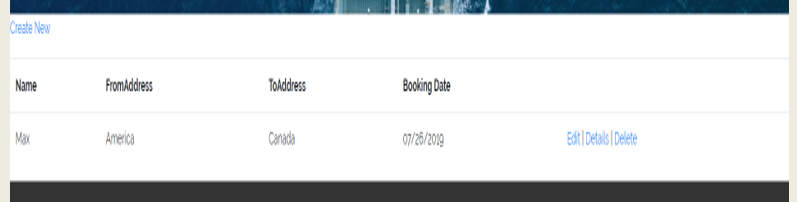 Create New
Name FromAddress ToAddress Booking Date
Max America Canada 07/26/2019 Edit | Details | Delete